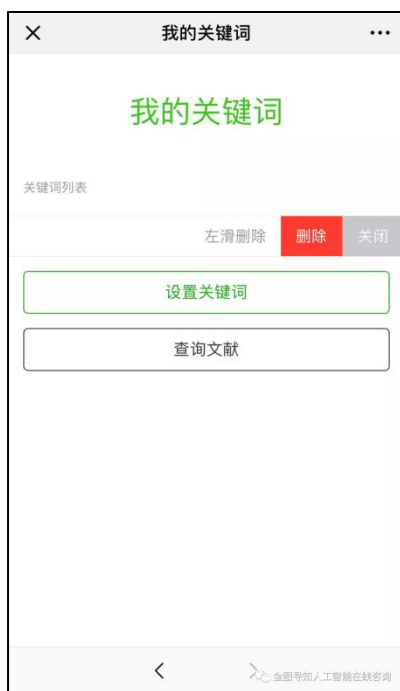 我的关键词
我的关键词
关键词列表
左滑删除 删除 关闭
设置关键词
查询文献
金图寻知人工智能在线咨询